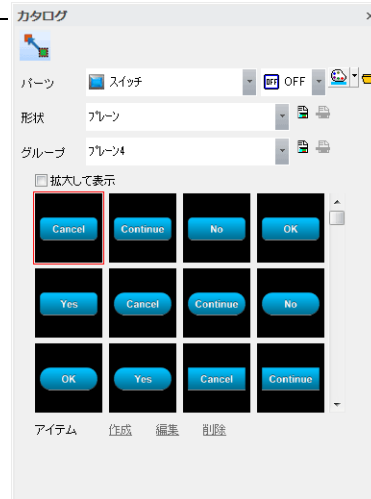 カタログ ×
パーツ スイッチ OFF OFF
形状 プレーン
グループ プレーン4
拡大して表示
Cancel Continue No OK
Yes Cancel Continue No
OK Yes Cancel Continue
アイテム 作成 編集 削除